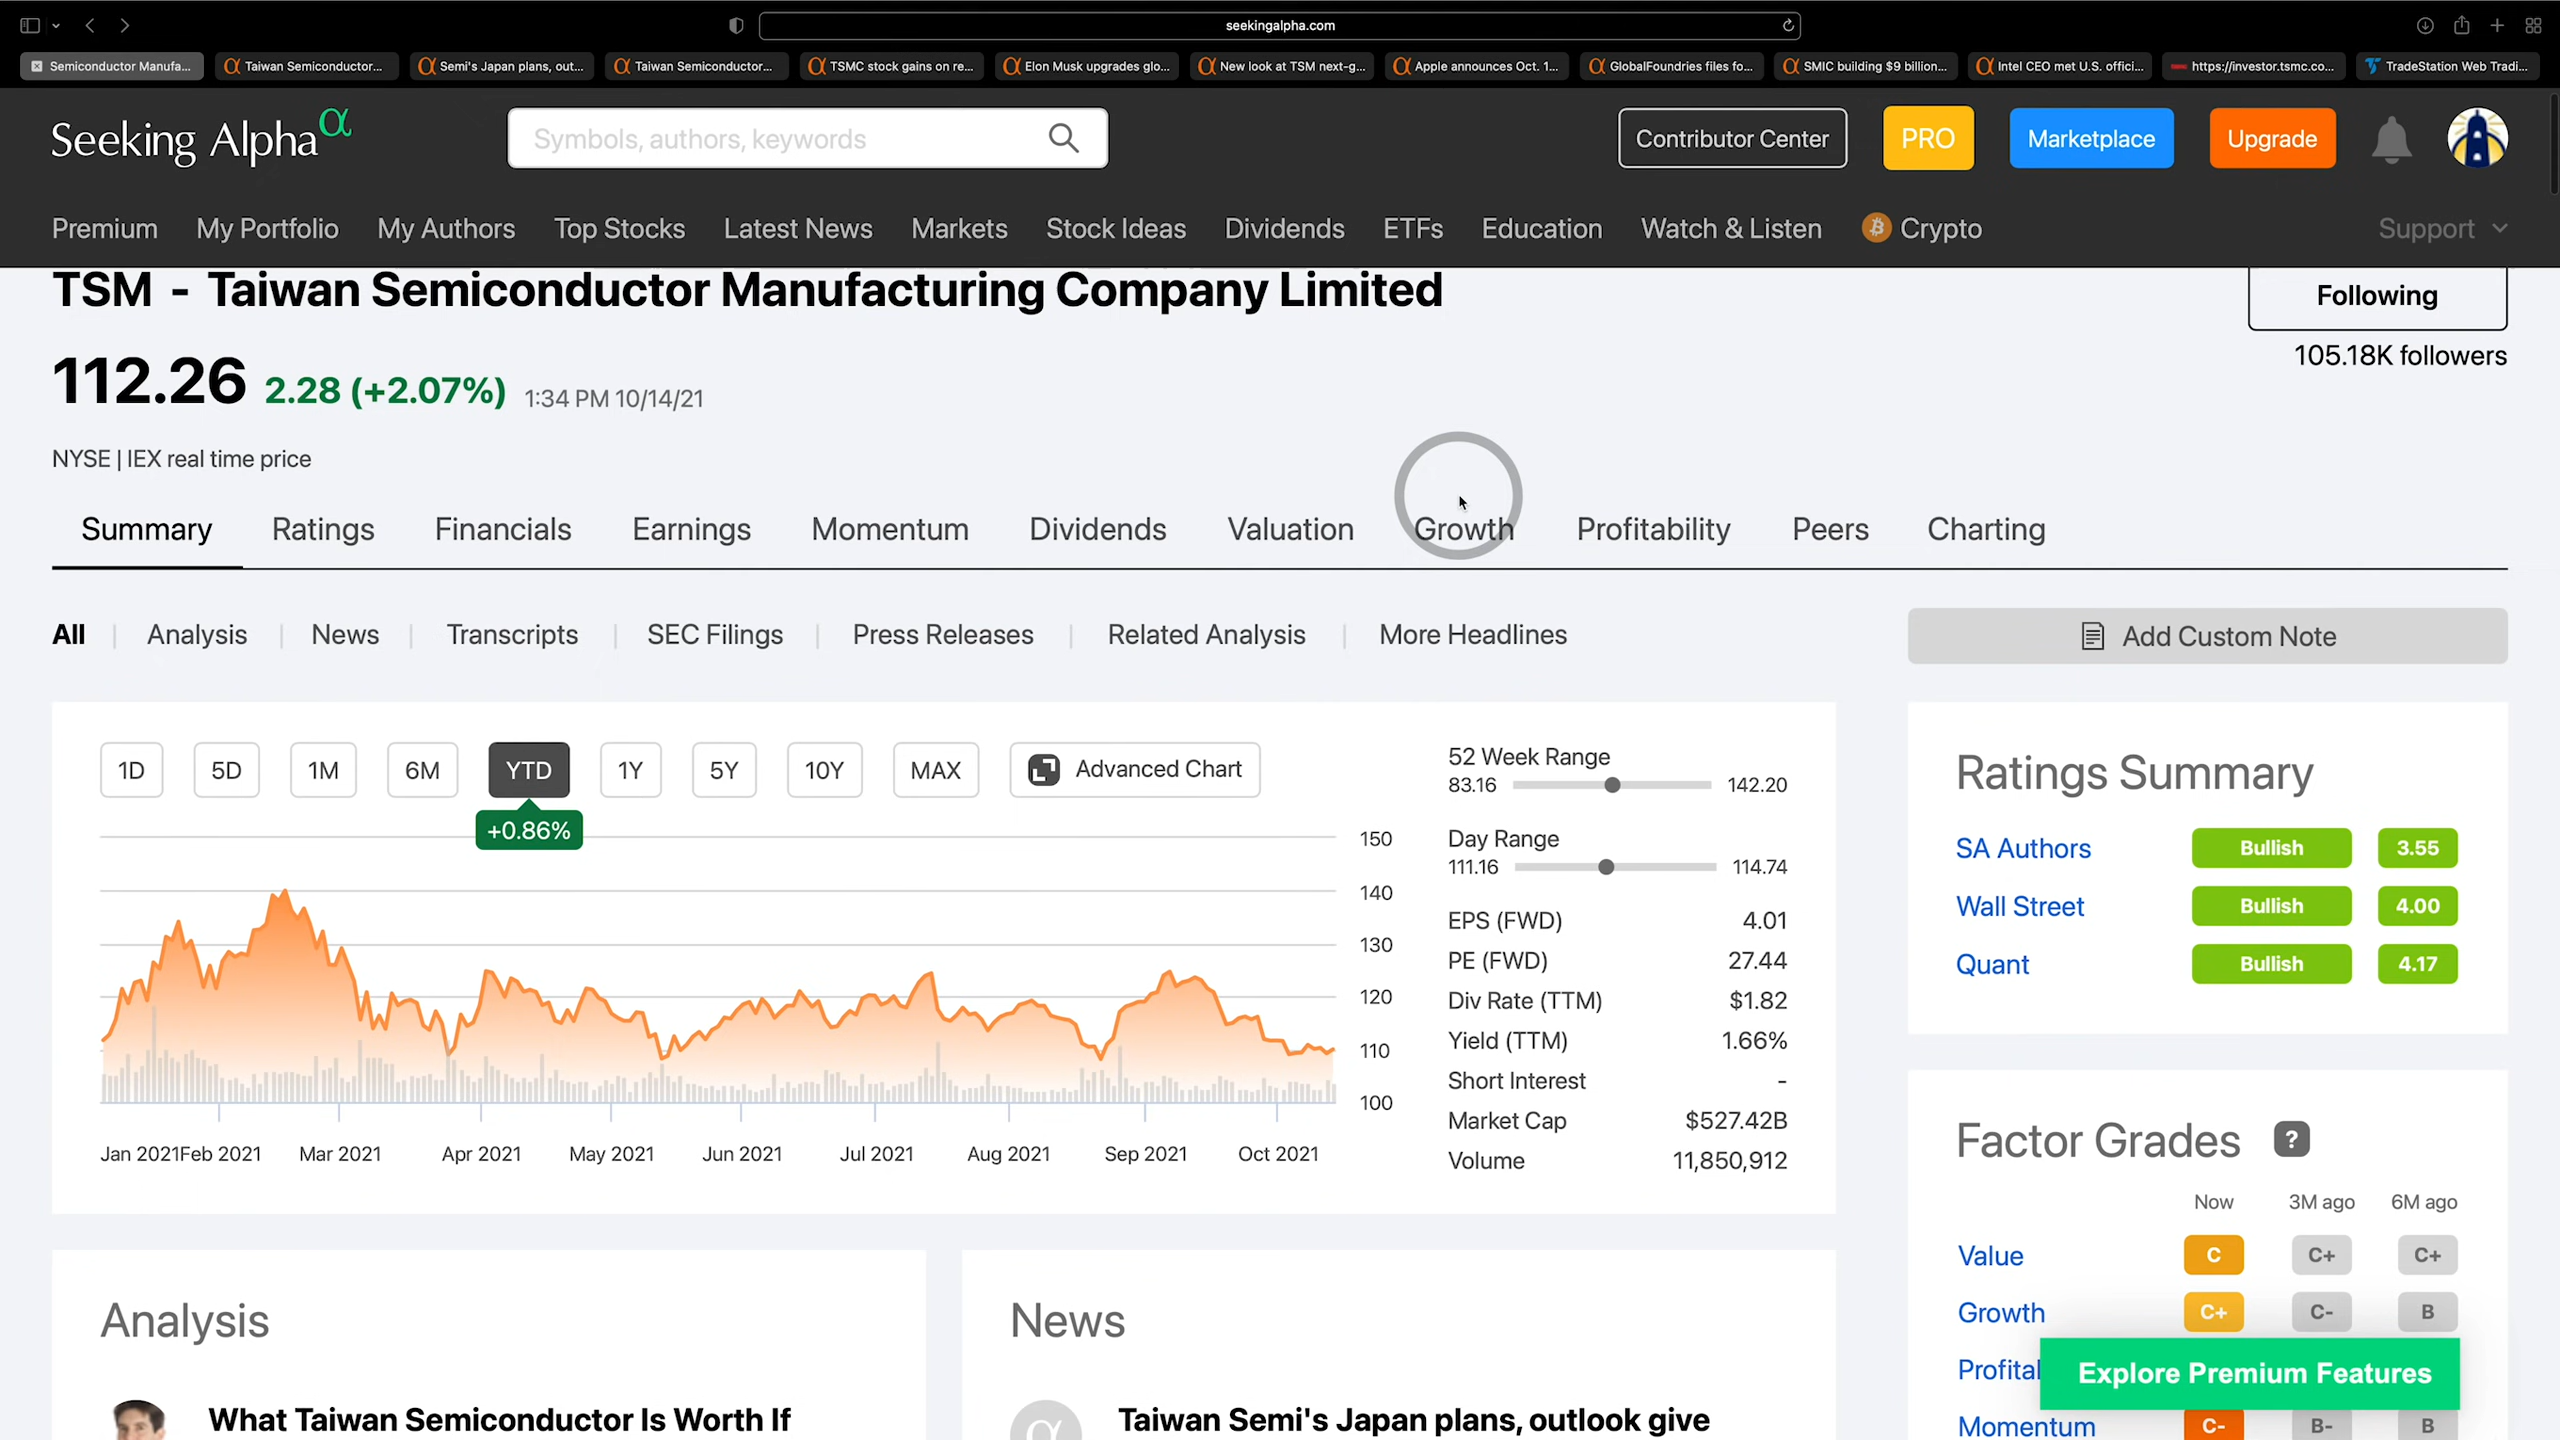 seekingalpha.com
Semiconductor Manufa...
Taiwan Semiconductor...
Semi's Japan plans, out...
Taiwan Semiconductor...
TSMC stock gains on re...
Elon Musk upgrades glo...
New look at TSM next-g...
Apple announces Oct. 1...
GlobalFoundries files fo...
SMIC building $9 billion...
Intel CEO met U.S. offici...
https://investor.tsmc.co...
TradeStation Web Tradi...
Seeking Alpha α
Symbols, authors, keywords
Contributor Center
PRO
Marketplace
Upgrade
Premium
My Portfolio
My Authors
Top Stocks
Latest News
Markets
Stock Ideas
Dividends
ETFs
Education
Watch & Listen
Crypto
Support
TSM - Taiwan Semiconductor Manufacturing Company Limited
Following
105.18K followers
112.26 2.28 (+2.07%) 1:34 PM 10/14/21
NYSE | IEX real time price
Summary
Ratings
Financials
Earnings
Momentum
Dividends
Valuation
Growth
Profitability
Peers
Charting
All | Analysis | News | Transcripts | SEC Filings | Press Releases | Related Analysis | More Headlines
Add Custom Note
1D
5D
1M
6M
YTD
1Y
5Y
10Y
MAX
Advanced Chart
+0.86%
150
140
130
120
110
100
Jan 2021
Feb 2021
Mar 2021
Apr 2021
May 2021
Jun 2021
Jul 2021
Aug 2021
Sep 2021
Oct 2021
52 Week Range
83.16 142.20
Day Range
111.16 114.74
EPS (FWD) 4.01
PE (FWD) 27.44
Div Rate (TTM) $1.82
Yield (TTM) 1.66%
Short Interest -
Market Cap $527.42B
Volume 11,850,912
Ratings Summary
SA Authors Bullish 3.55
Wall Street Bullish 4.00
Quant Bullish 4.17
Factor Grades ?
Now 3M ago 6M ago
Value C C+ C+
Growth C+ C- B
Profital
Explore Premium Features
Momentum C- B- B
Analysis
What Taiwan Semiconductor Is Worth If
News
Taiwan Semi's Japan plans, outlook give